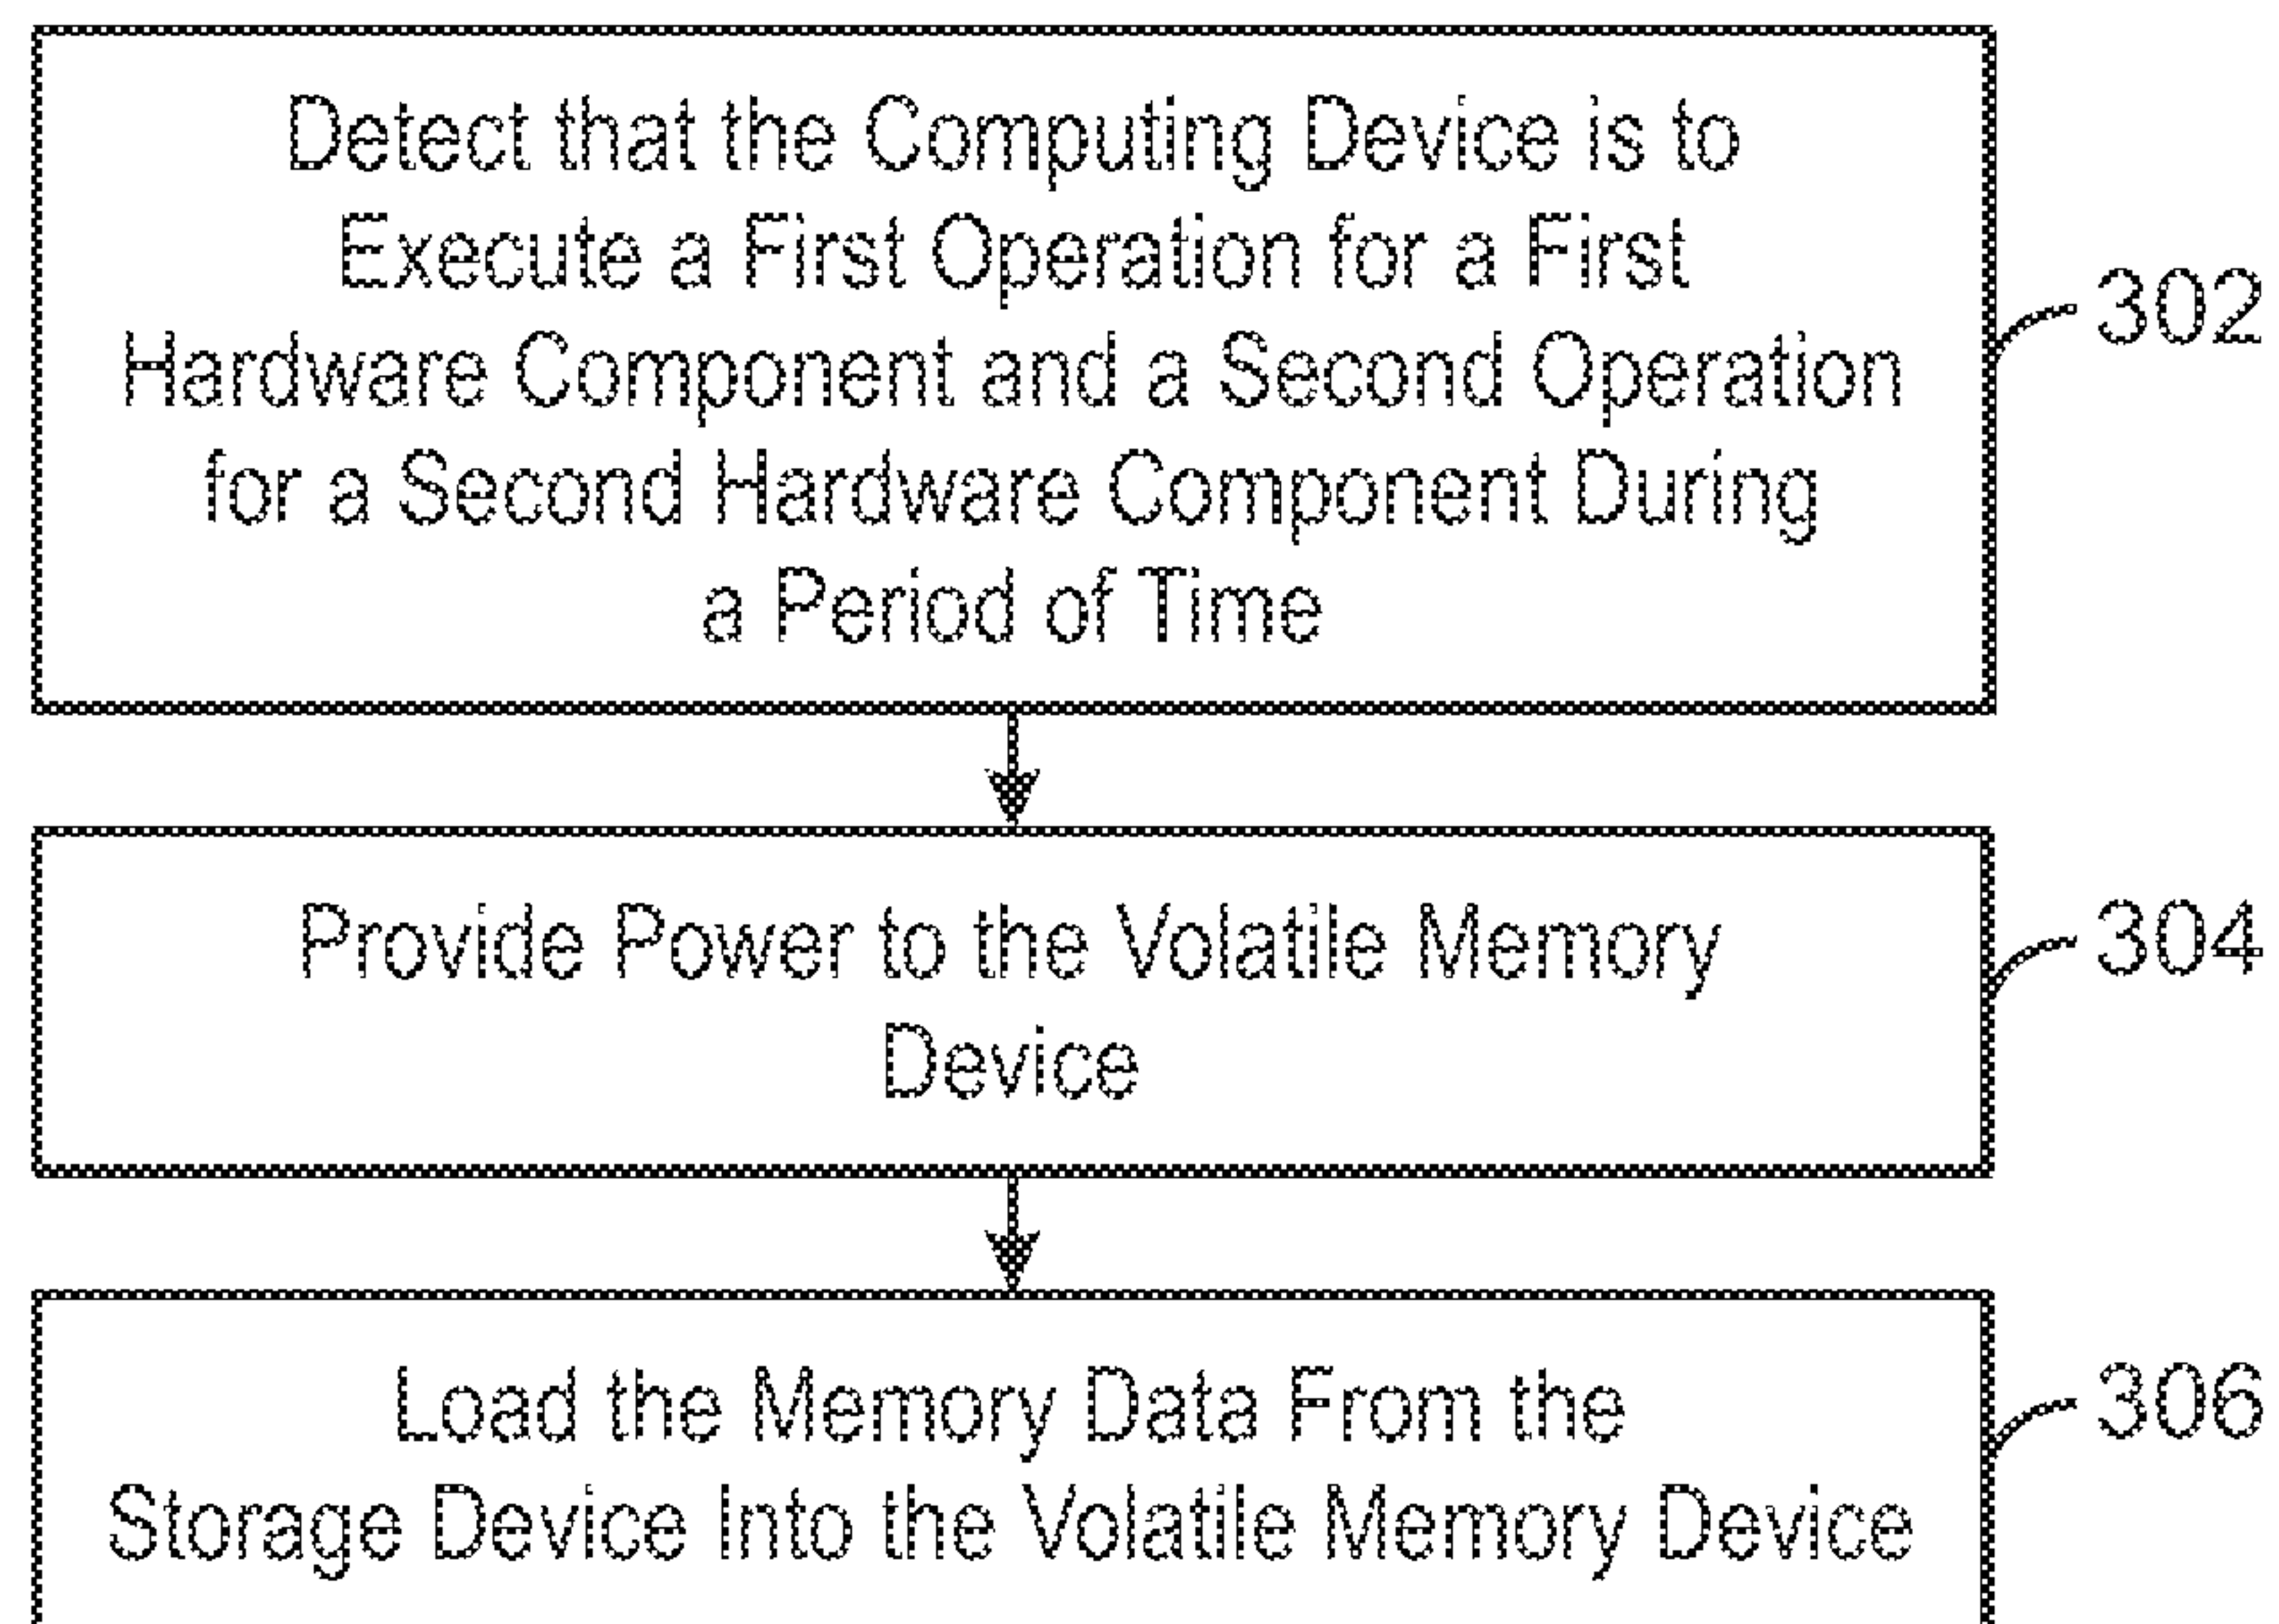 Detect that the Computing Device is to
Execute a First Operation for a First
Hardware Component and a Second Operation
for a Second Hardware Component During
a Period of Time
302
Provide Power to the Volatile Memory
Device
304
Load the Memory Data From the
Storage Device Into the Volatile Memory Device
306